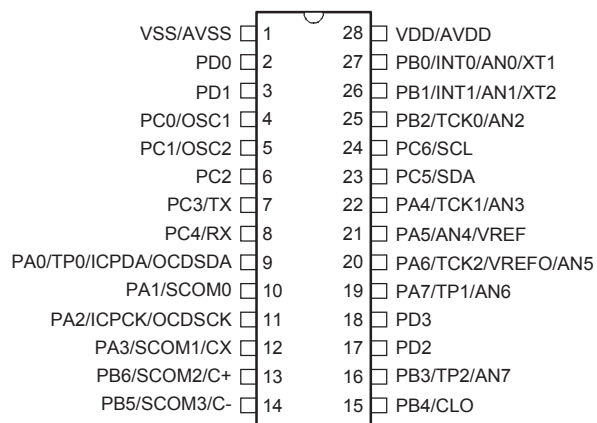 VSS/AVSS 1 28 VDD/AVDD
PD0 2 27 PB0/INT0/AN0/XT1
PD1 3 26 PB1/INT1/AN1/XT2
PC0/OSC1 4 25 PB2/TCK0/AN2
PC1/OSC2 5 24 PC6/SCL
PC2 6 23 PC5/SDA
PC3/TX 7 22 PA4/TCK1/AN3
PC4/RX 8 21 PA5/AN4/VREF
PA0/TP0/ICPDA/OCDSDA 9 20 PA6/TCK2/VREFO/AN5
PA1/SCOM0 10 19 PA7/TP1/AN6
PA2/ICPCK/OCDSCK 11 18 PD3
PA3/SCOM1/CX 12 17 PD2
PB6/SCOM2/C+ 13 16 PB3/TP2/AN7
PB5/SCOM3/C- 14 15 PB4/CLO